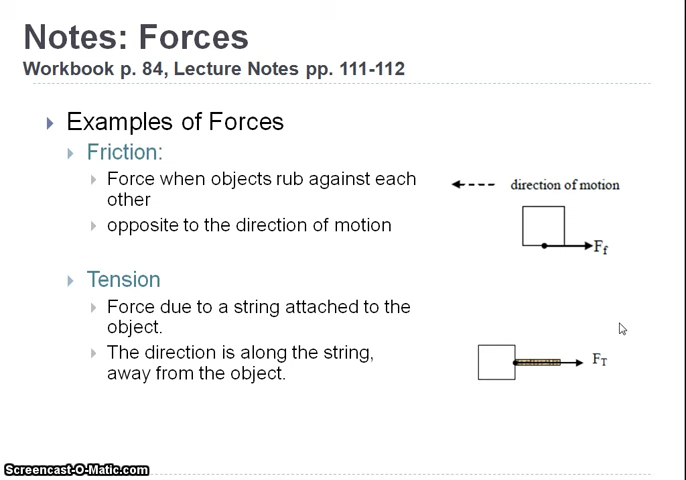 Notes: Forces
Workbook p. 84, Lecture Notes pp. 111-112
Examples of Forces
Friction:
Force when objects rub against each
other
opposite to the direction of motion
direction of motion
Ff
Tension
Force due to a string attached to the
object.
The direction is along the string,
away from the object.
FT
Screencast-O-Matic.com